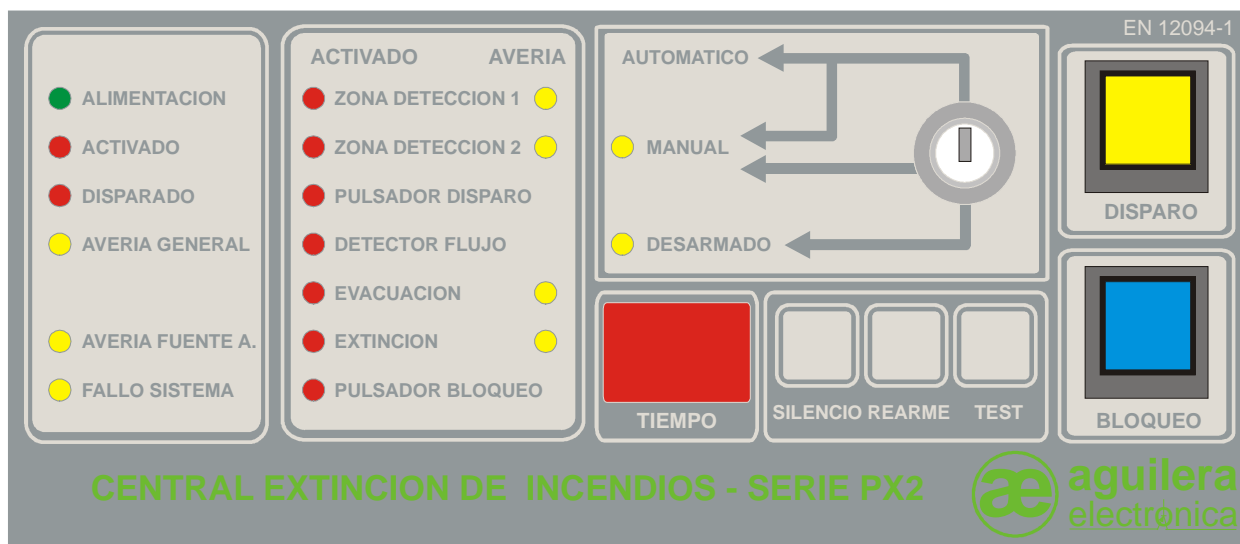 EN 12094-1
ALIMENTACION
ACTIVADO
DISPARADO
AVERIA GENERAL
AVERIA FUENTE A.
FALLO SISTEMA
ACTIVADO AVERIA
ZONA DETECCION 1
ZONA DETECCION 2
PULSADOR DISPARO
DETECTOR FLUJO
EVACUACION
EXTINCION
PULSADOR BLOQUEO
AUTOMATICO
MANUAL
DESARMADO
TIEMPO
SILENCIO REARME TEST
DISPARO
BLOQUEO
CENTRAL EXTINCION DE INCENDIOS - SERIE PX2
ae aguilera
electrónica